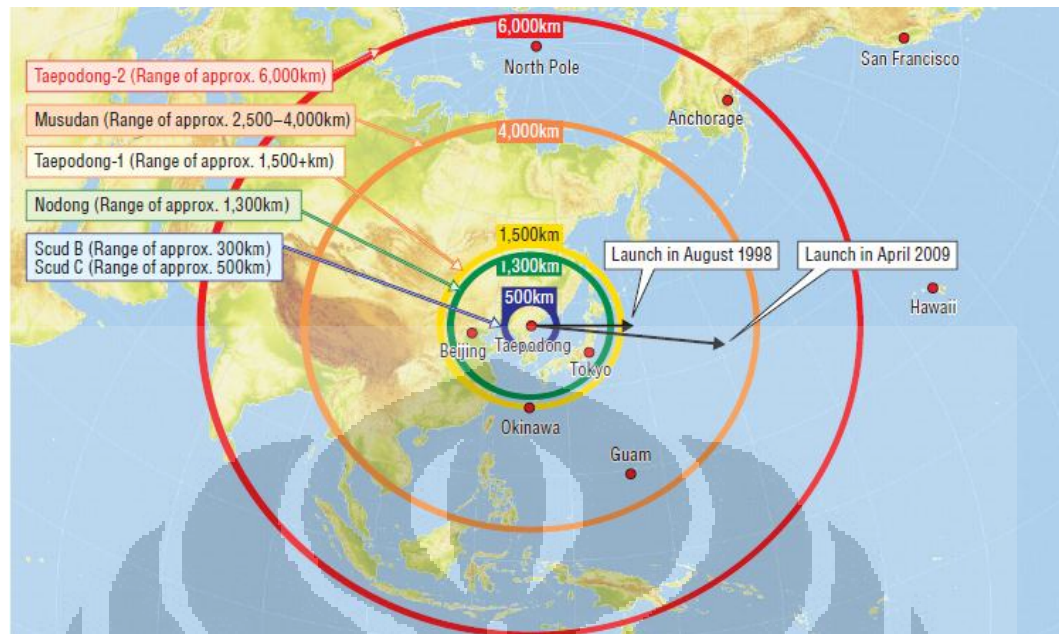 6,000km
North Pole
San Francisco
Taepodong-2 (Range of approx. 6,000km)
Anchorage
Musudan (Range of approx. 2,500–4,000km)
4,000km
Taepodong-1 (Range of approx. 1,500+km)
Nodong (Range of approx. 1,300km)
1,500km
Scud B (Range of approx. 300km)
Scud C (Range of approx. 500km)
Launch in August 1998
Launch in April 2009
1,300km
500km
Hawaii
Beijing
Taepodong
Tokyo
Okinawa
Guam